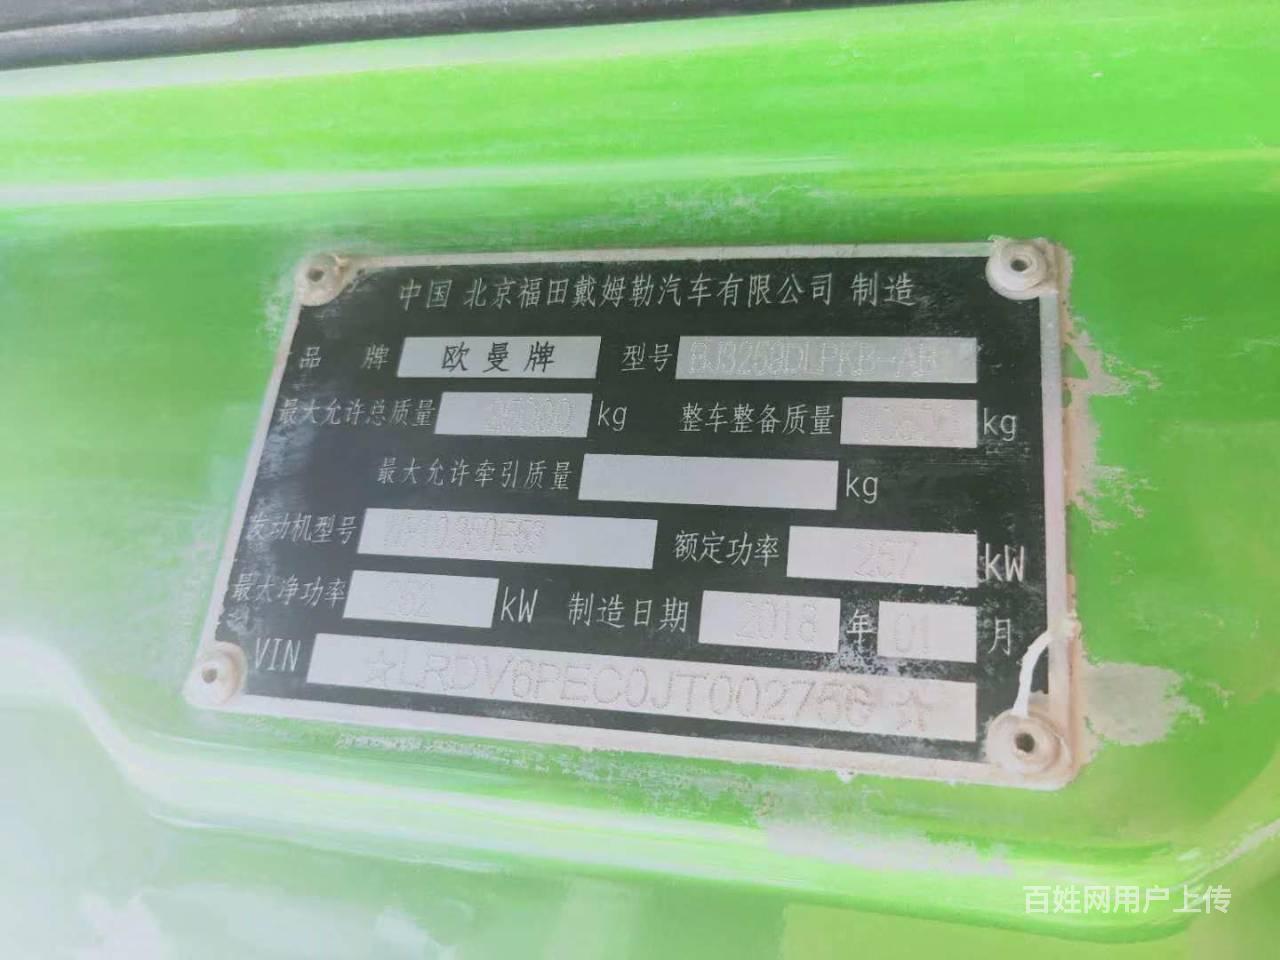 中国 北京福田戴姆勒汽车有限公司 制造
品 牌 欧曼牌 型号 BJ3259DLPKB-AB
最大允许总质量 25000 kg 整车整备质量 kg
最大允许牵引质量 kg
发动机型号 WP10.350E53 额定功率 257 kW
最大净功率 252 kW 制造日期 2018 年 01 月
VIN ☆LRDV6PEC0JT002756☆
百姓网用户上传